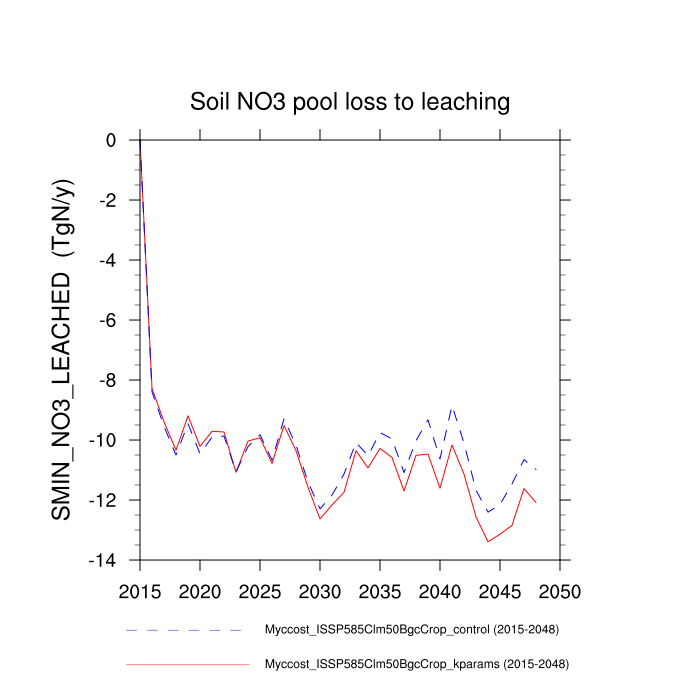 Soil NO3 pool loss to leaching
SMIN_NO3_LEACHED (TgN/y)
0
-2
-4
-6
-8
-10
-12
-14
2015 2020 2025 2030 2035 2040 2045 2050
Myccost_ISSP585Clm50BgcCrop_control (2015-2048)
Myccost_ISSP585Clm50BgcCrop_kparams (2015-2048)